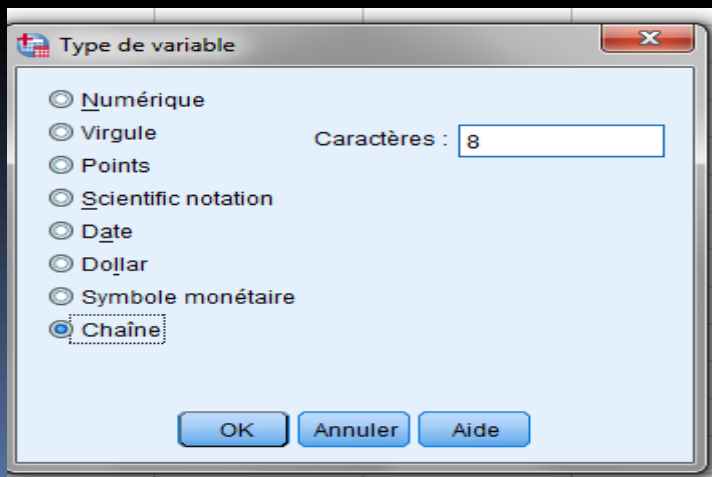 Type de variable
Numérique
Virgule
Caractères : 8
Points
Scientific notation
Date
Dollar
Symbole monétaire
Chaîne
OK Annuler Aide